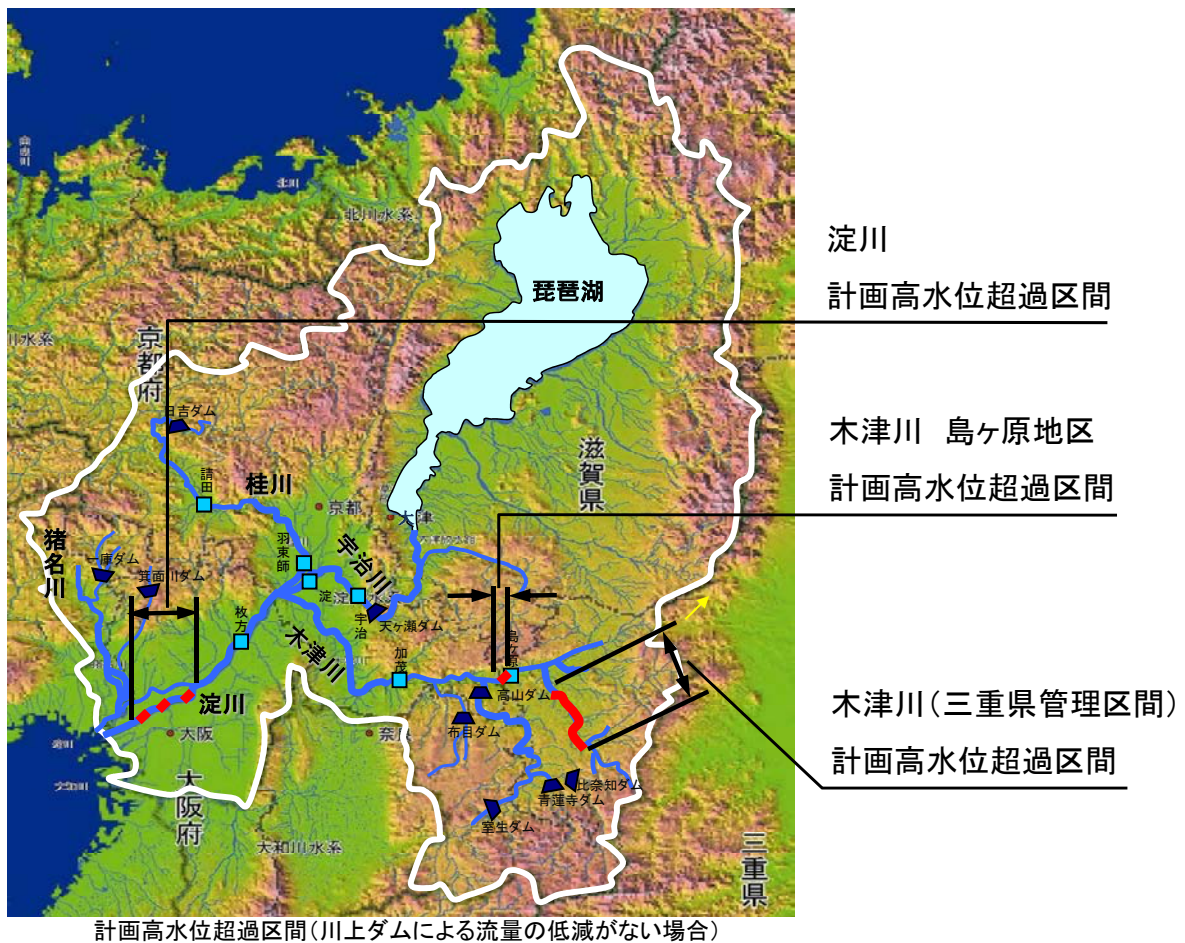 北川
北川水系
琵琶湖
京都府
日吉ダム
請田
桂川
京都
大津
滋賀県
羽束師
宇治川
猪名川
一庫ダム
箕面川ダム
淀
宇治
天ヶ瀬ダム
枚方
木津川
加茂
島ヶ原
高山ダム
淀川
大阪
奈良
布目ダム
大阪府
比奈知ダム
青蓮寺ダム
室生ダム
大和川水系
三重県
淀川
計画高水位超過区間
木津川 島ヶ原地区
計画高水位超過区間
木津川(三重県管理区間)
計画高水位超過区間
計画高水位超過区間(川上ダムによる流量の低減がない場合)